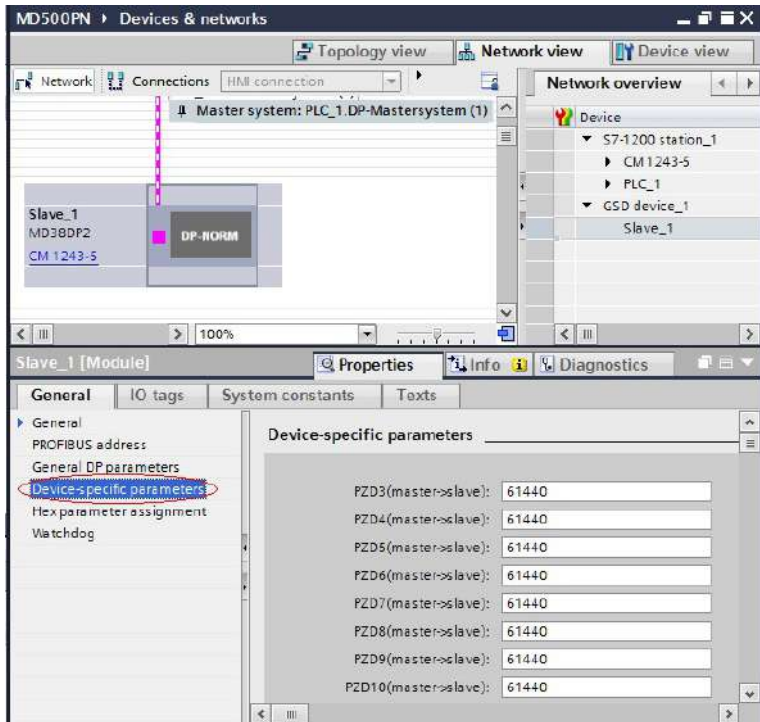 MD500PN ▸ Devices & networks
Topology view
Network view
Device view
Network
Connections
HMI connection
Network overview
Master system: PLC_1.DP-Mastersystem (1)
Device
S7-1200 station_1
CM 1243-5
PLC_1
GSD device_1
Slave_1
Slave_1
MD38DP2
CM 1243-5
DP-NORM
100%
Slave_1 [Module]
Properties
Info
Diagnostics
General
IO tags
System constants
Texts
General
PROFIBUS address
General DP parameters
Device-specific parameters
Hex parameter assignment
Watchdog
Device-specific parameters
PZD3(master->slave): 61440
PZD4(master->slave): 61440
PZD5(master->slave): 61440
PZD6(master->slave): 61440
PZD7(master->slave): 61440
PZD8(master->slave): 61440
PZD9(master->slave): 61440
PZD10(master->slave): 61440